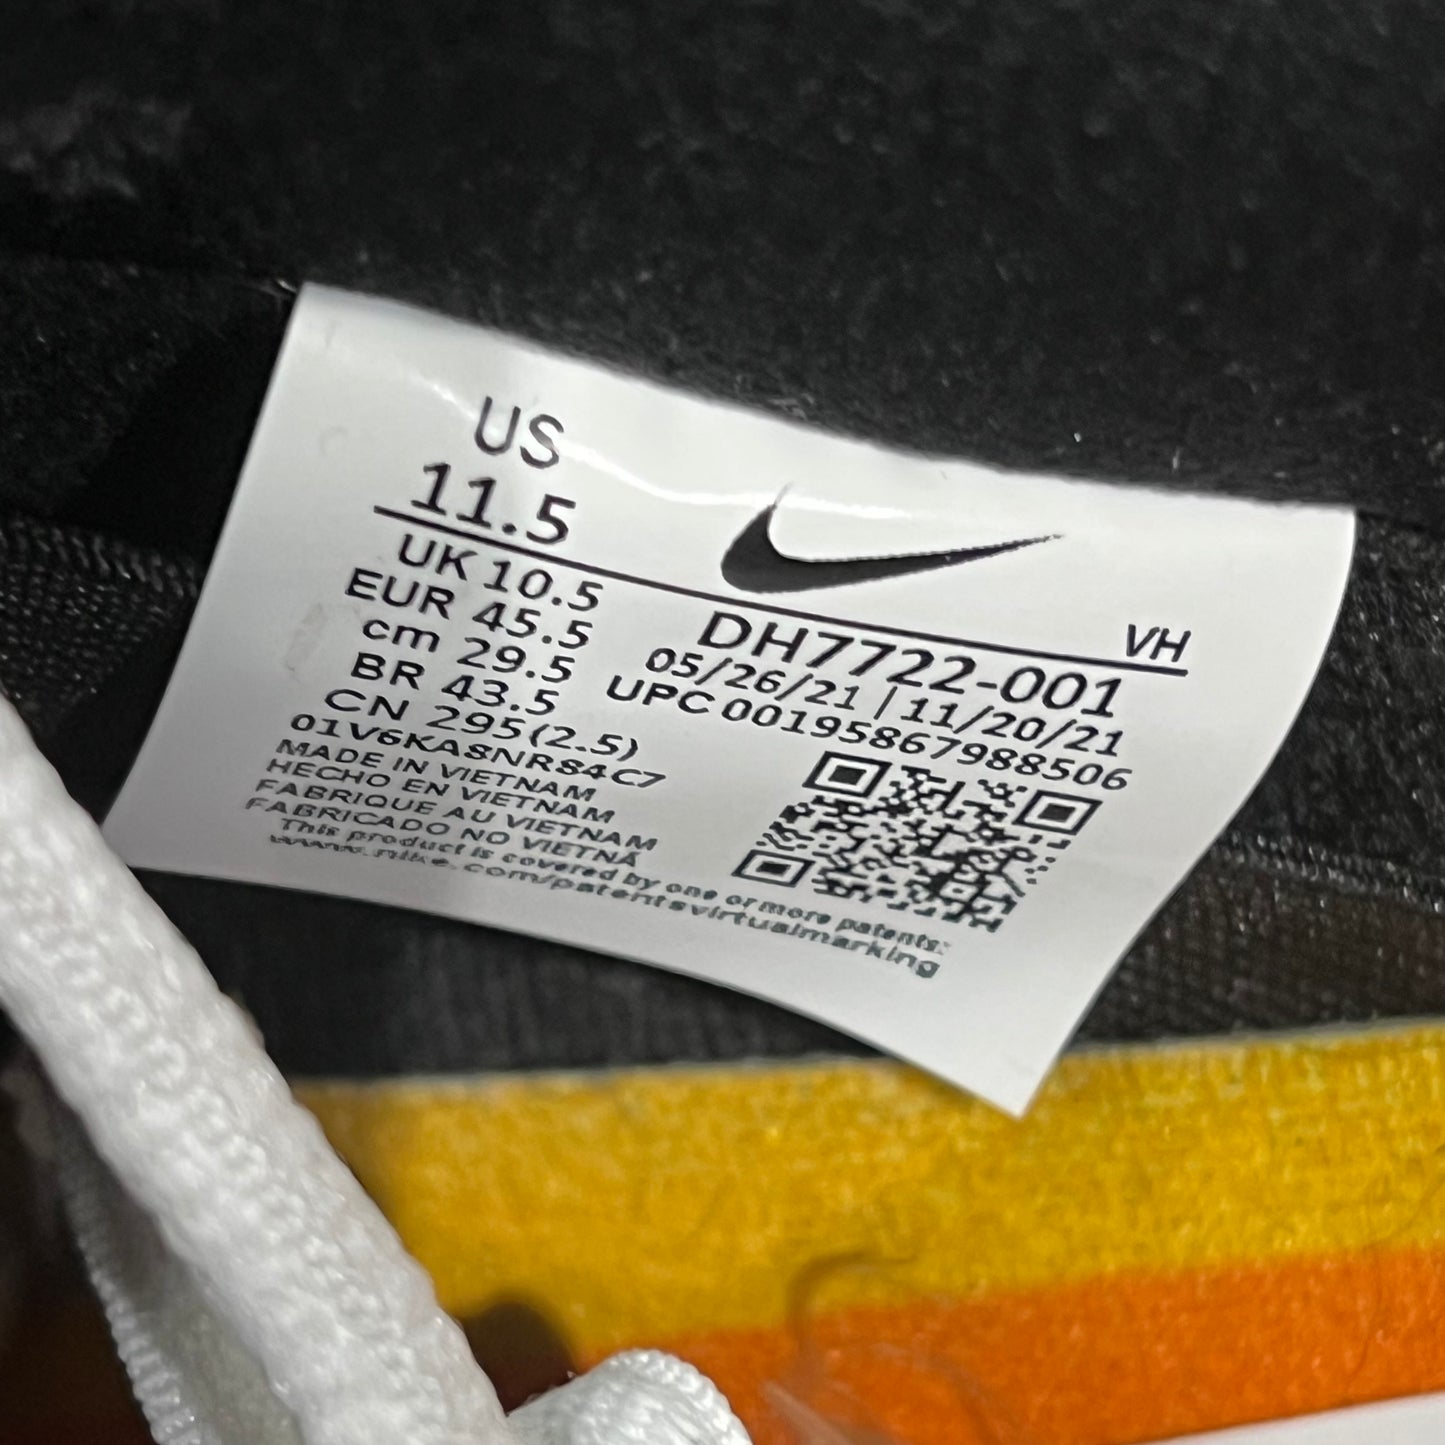 US
11.5
UK 10.5
EUR 45.5
cm 29.5
BR 43.5
CN 295(2.5)
01V6KA8NR84C7
MADE IN VIETNAM
HECHO EN VIETNAM
FABRIQUE AU VIETNAM
FABRICADO NO VIETNÃ
This product is covered by one or more patents:
www.nike.com/patentsvirtualmarking
VH
DH7722-001
05/26/21 | 11/20/21
UPC 00195867988506